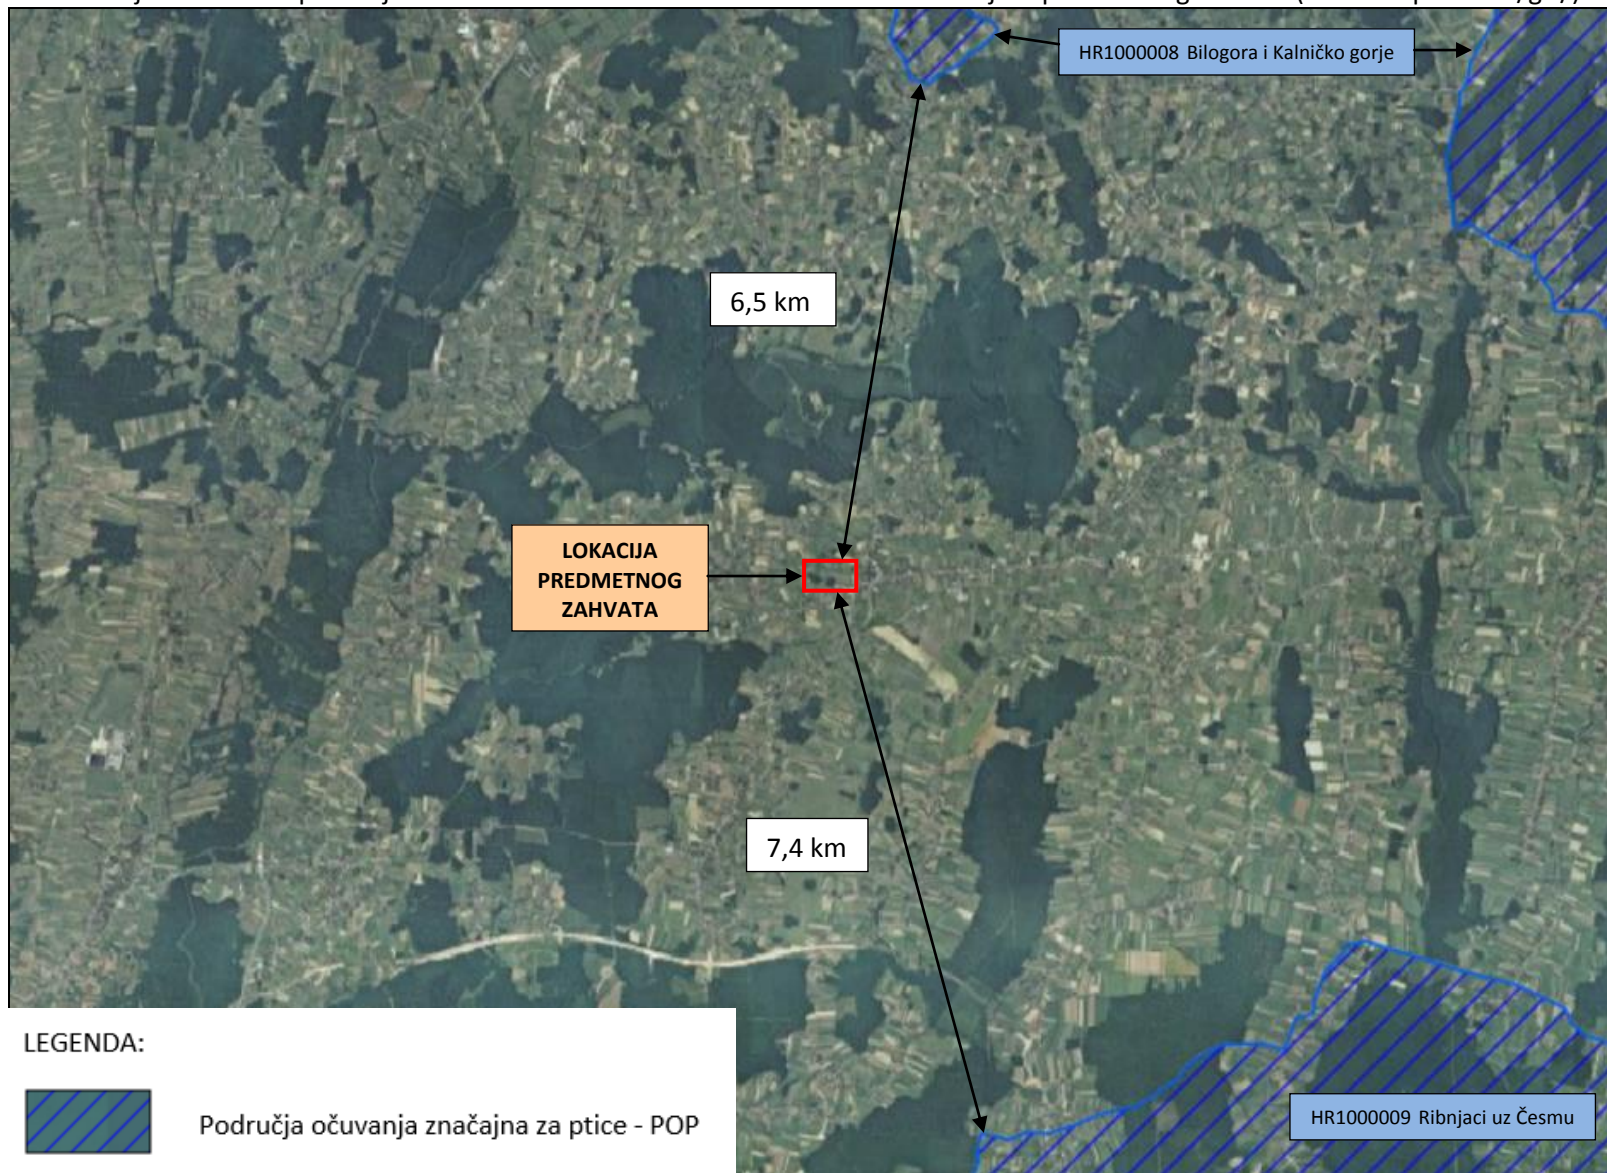 HR1000008 Bilogora i Kalničko gorje
6,5 km
LOKACIJA
PREDMETNOG
ZAHVATA
7,4 km
LEGENDA:
Područja očuvanja značajna za ptice - POP
HR1000009 Ribnjaci uz Česmu